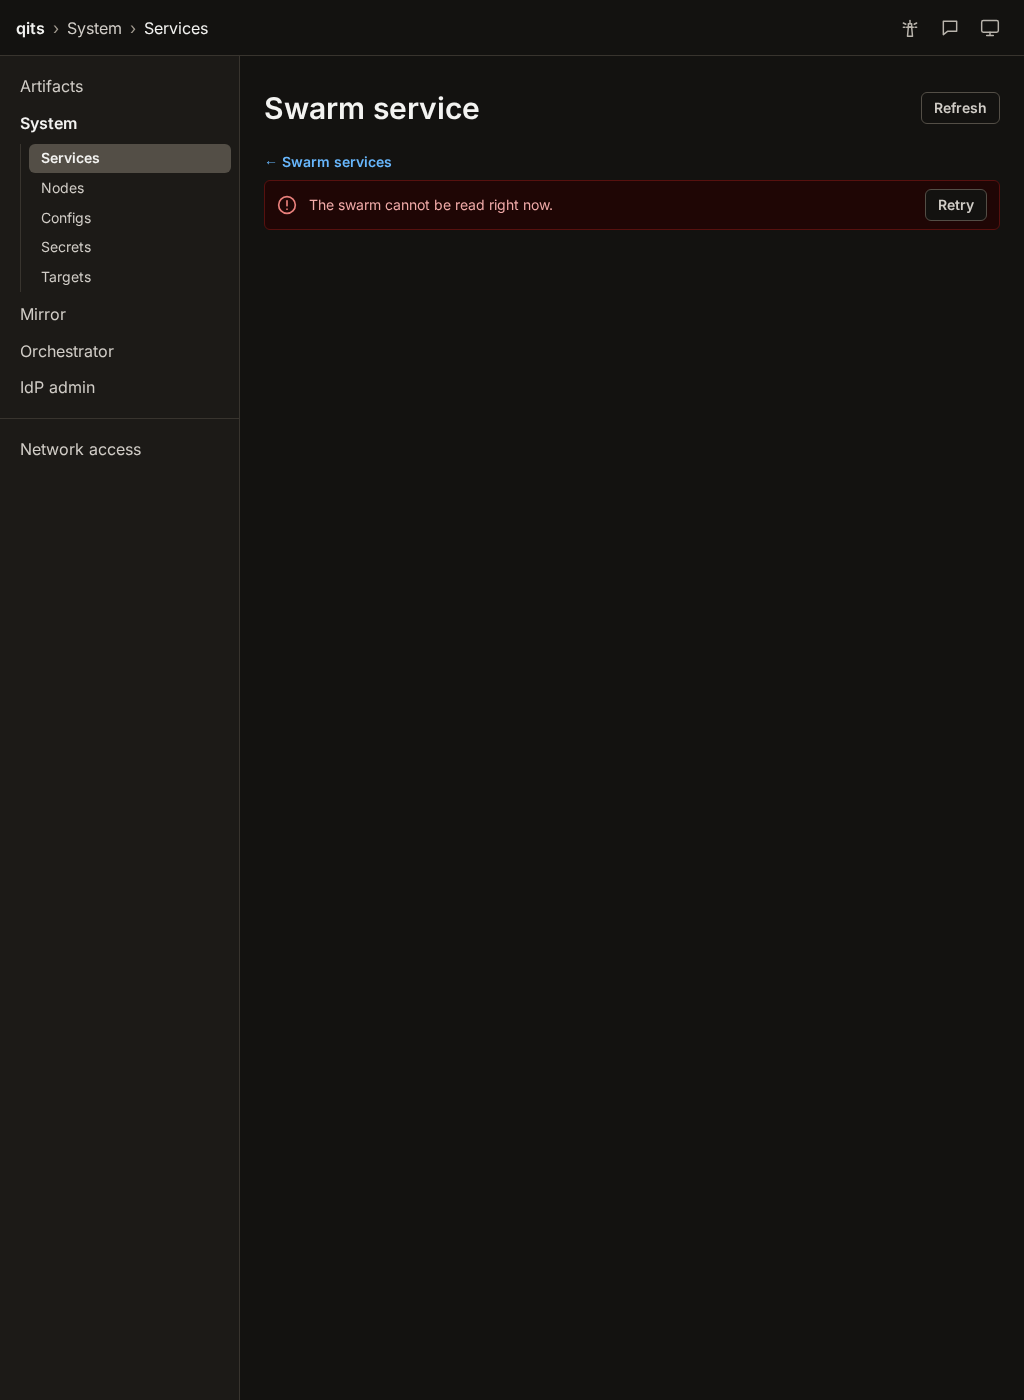 qits › System › Services
Artifacts
System
Services
Nodes
Configs
Secrets
Targets
Mirror
Orchestrator
IdP admin
Network access
Swarm service
Refresh
← Swarm services
The swarm cannot be read right now.
Retry